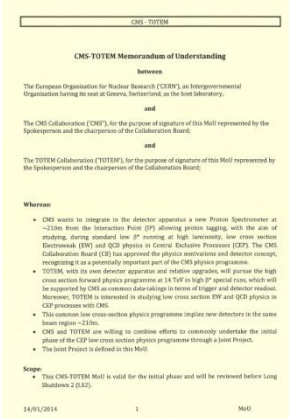 CMS - TOTEM
CMS-TOTEM Memorandum of Understanding
between
The European Organization for Nuclear Research ('CERN'), an Intergovernmental
Organization having its seat at Geneva, Switzerland, as the host laboratory,
and
The CMS Collaboration ("CMS"), for the purpose of signature of this MoU represented by the
Spokesperson and the chairperson of the Collaboration Board;
and
The TOTEM Collaboration ('TOTEM'), for the purpose of signature of this MoU represented by
the Spokesperson and the chairperson of the Collaboration Board;
Whereas:
• CMS wants to integrate in the detector apparatus a new Proton Spectrometer at
~210m from the Interaction Point (IP) allowing proton tagging, with the aim of
studying, during standard low β* running at high luminosity, low cross section
Electroweak (EW) and QCD physics in Central Exclusive Processes (CEP). The CMS
Collaboration Board (CB) has approved the physics motivations and detector concept,
recognizing it as a potentially important part of the CMS physics programme.
• TOTEM, with its own detector apparatus and relative upgrades, will pursue the high
cross section forward physics programme at 14 TeV in high β* special runs, which will
be supported by CMS as common data-takings in terms of trigger and detector readout.
Moreover, TOTEM is interested in studying low cross section EW and QCD physics in
CEP processes with CMS.
• This common low cross-section physics programme implies new detectors in the same
beam region ~210m.
• CMS and TOTEM are willing to combine efforts to commonly undertake the initial
phase of the CEP low cross section physics programme through a Joint Project.
• The Joint Project is defined in this MoU.
Scope:
• This CMS-TOTEM MoU is valid for the initial phase and will be reviewed before Long
Shutdown 2 (LS2).
14/01/2014 1 MoU